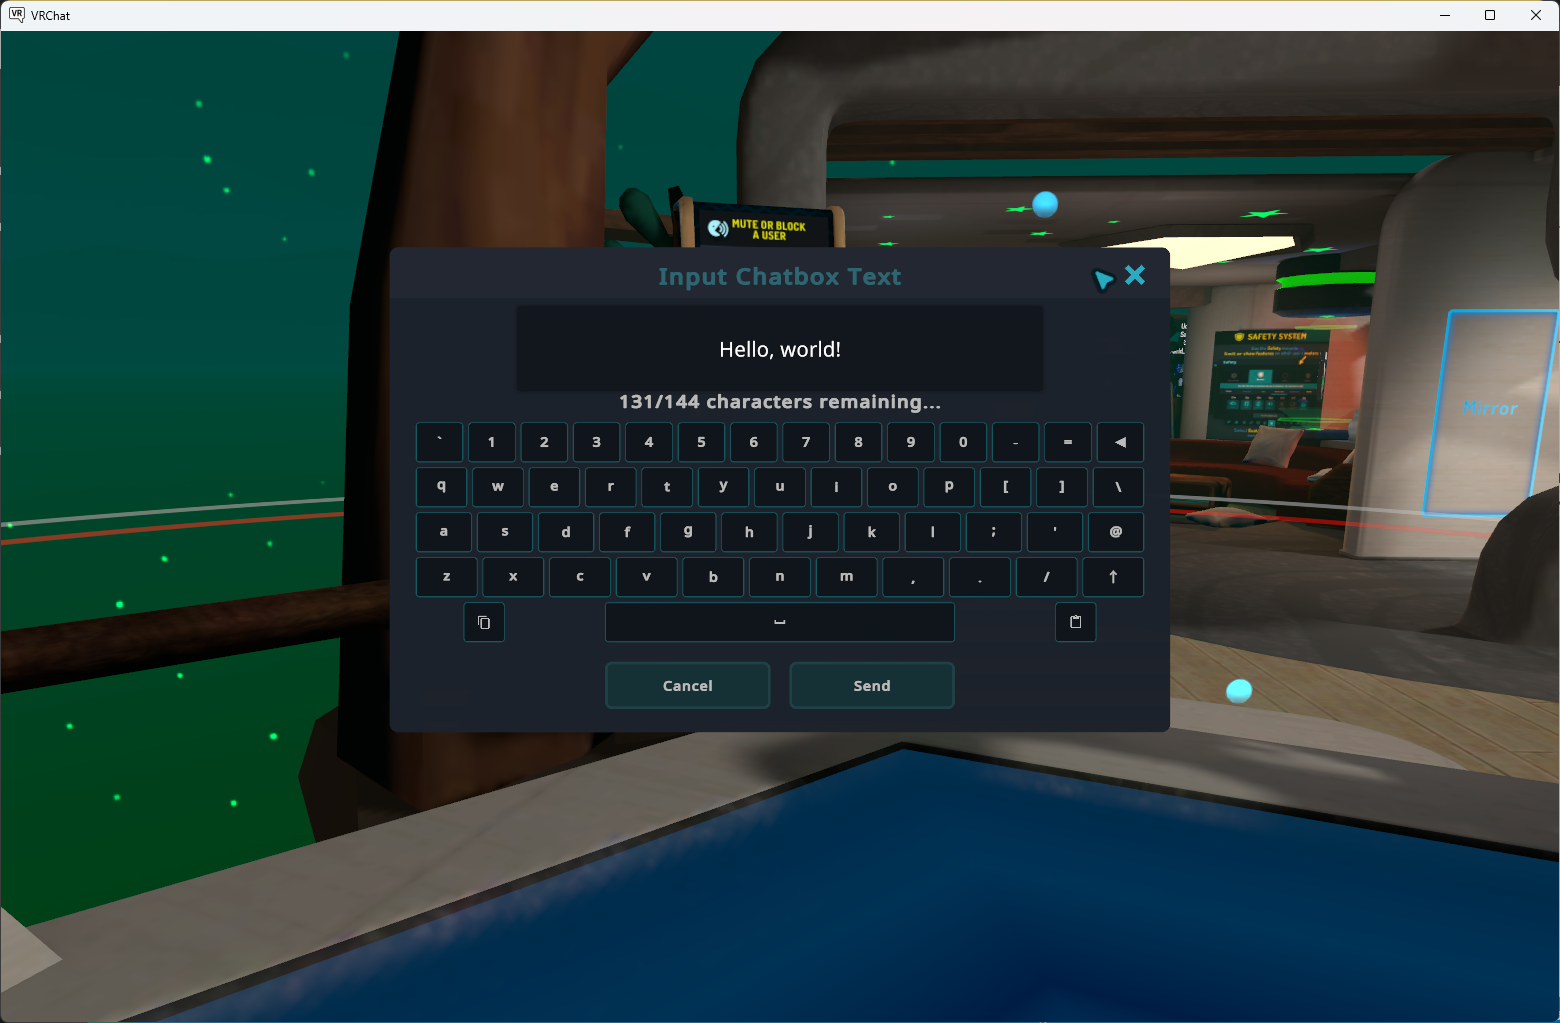 VRChat
MUTE OR BLOCK
A USER
Input Chatbox Text
Hello, world!
131/144 characters remaining...
` 1 2 3 4 5 6 7 8 9 0 - = ◀
q w e r t y u i o p [ ] \
a s d f g h j k l ; ' @
z x c v b n m , . / ↑
Cancel Send
SAFETY SYSTEM
Mirror